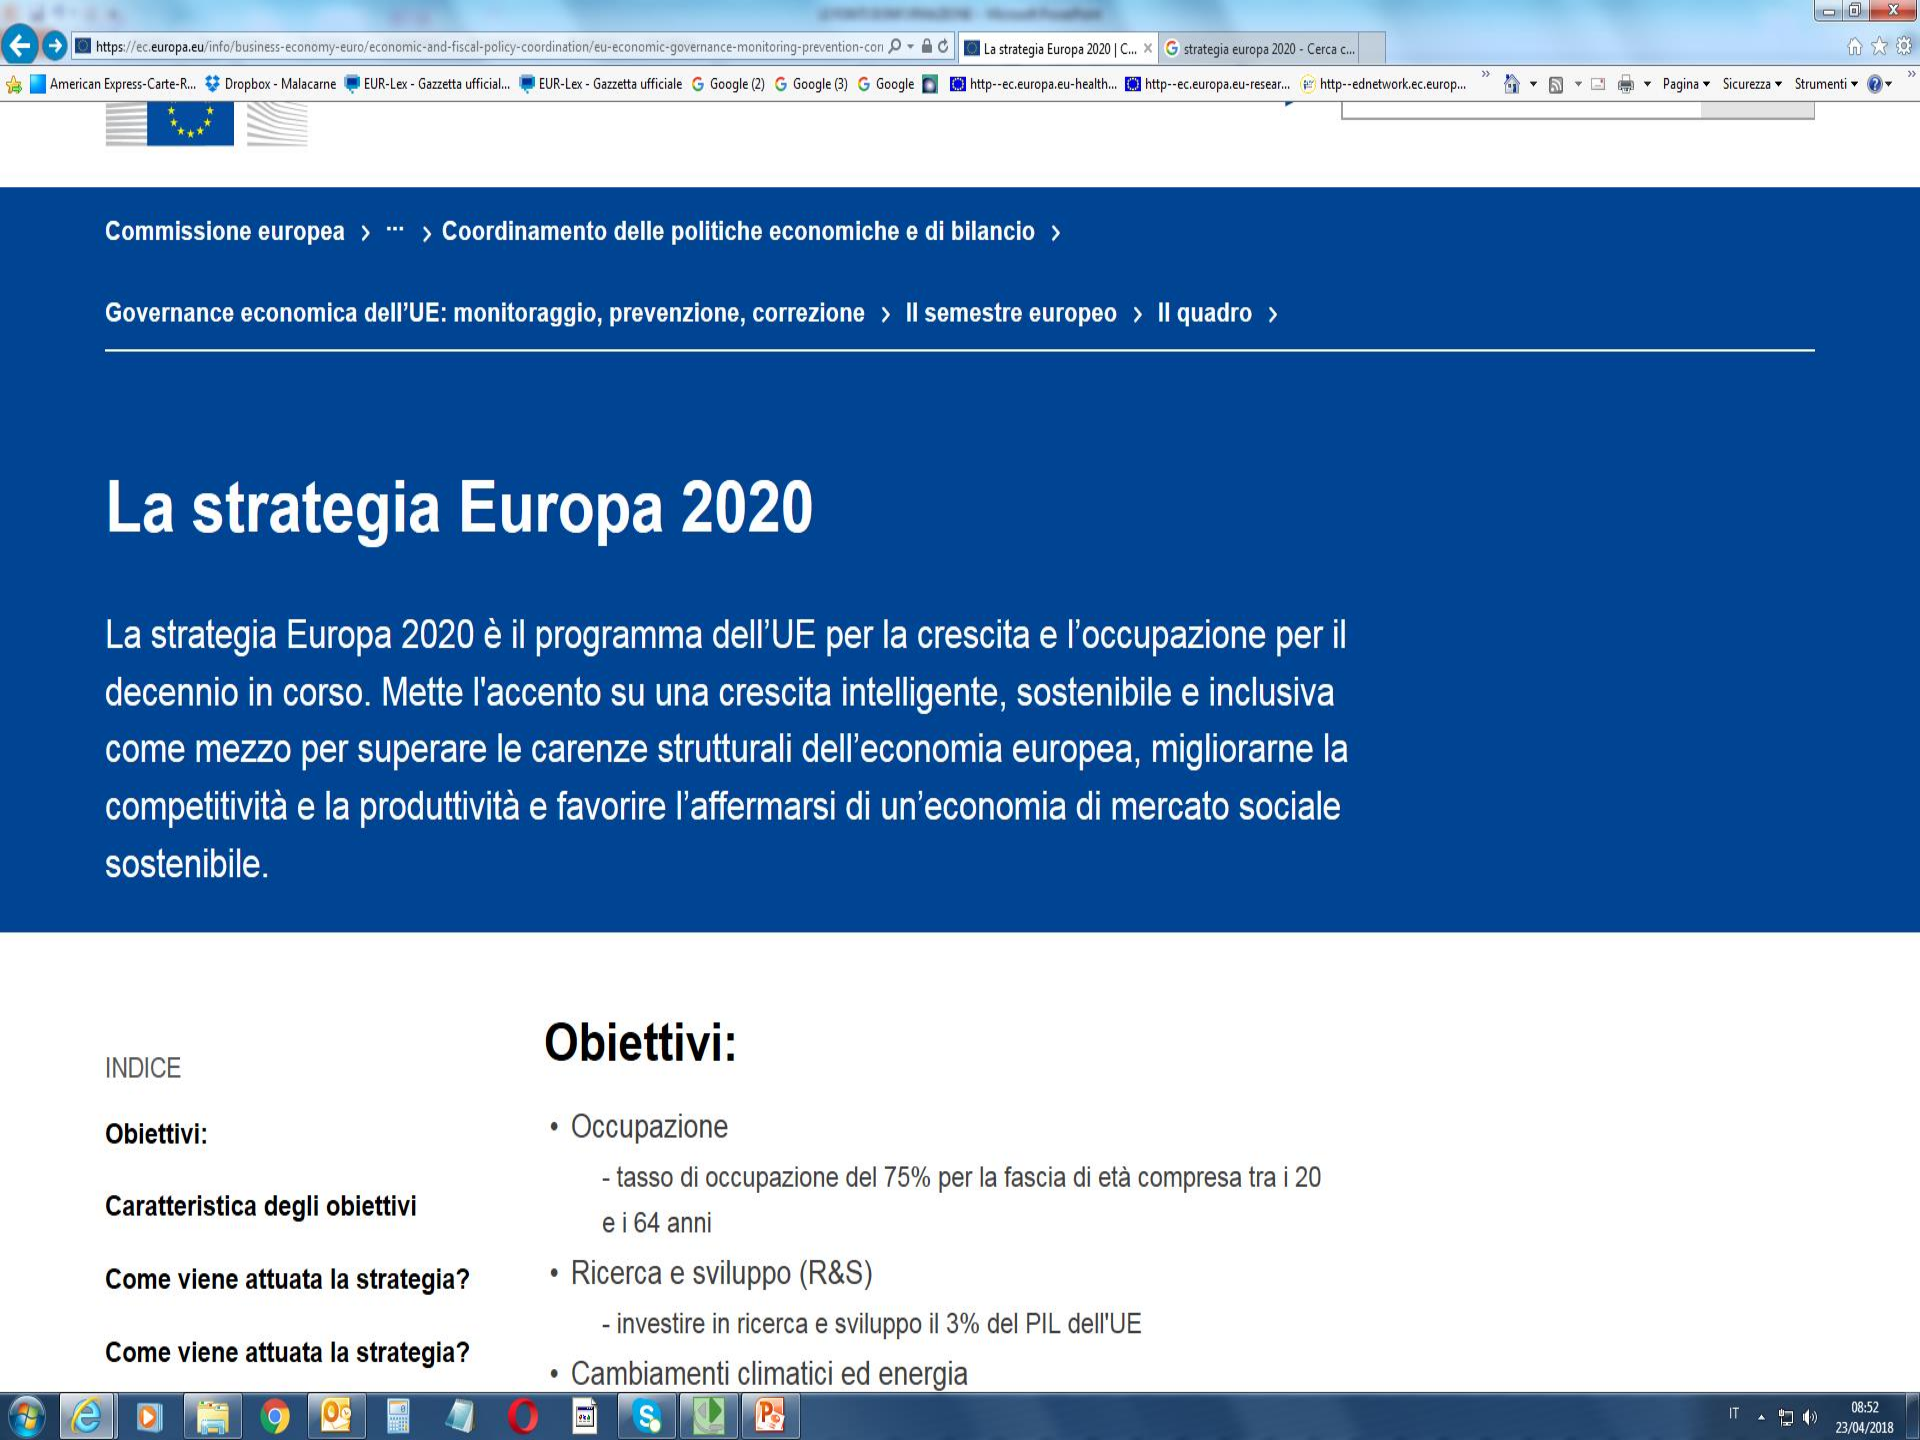 https://ec.europa.eu/info/business-economy-euro/economic-and-fiscal-policy-coordination/eu-economic-governance-monitoring-prevention-con
La strategia Europa 2020 | C...
strategia europa 2020 - Cerca c...
American Express-Carte-R...
Dropbox - Malacarne
EUR-Lex - Gazzetta ufficial...
EUR-Lex - Gazzetta ufficiale
Google (2)
Google (3)
Google
http--ec.europa.eu-health...
http--ec.europa.eu-resear...
http--ednetwork.ec.europ...
Pagina
Sicurezza
Strumenti
Commissione europea > ... > Coordinamento delle politiche economiche e di bilancio >
Governance economica dell’UE: monitoraggio, prevenzione, correzione > Il semestre europeo > Il quadro >
La strategia Europa 2020
La strategia Europa 2020 è il programma dell’UE per la crescita e l’occupazione per il
decennio in corso. Mette l'accento su una crescita intelligente, sostenibile e inclusiva
come mezzo per superare le carenze strutturali dell’economia europea, migliorarne la
competitività e la produttività e favorire l’affermarsi di un’economia di mercato sociale
sostenibile.
INDICE
Obiettivi:
Caratteristica degli obiettivi
Come viene attuata la strategia?
Come viene attuata la strategia?
Obiettivi:
• Occupazione
- tasso di occupazione del 75% per la fascia di età compresa tra i 20
e i 64 anni
• Ricerca e sviluppo (R&S)
- investire in ricerca e sviluppo il 3% del PIL dell'UE
• Cambiamenti climatici ed energia
IT
08:52
23/04/2018